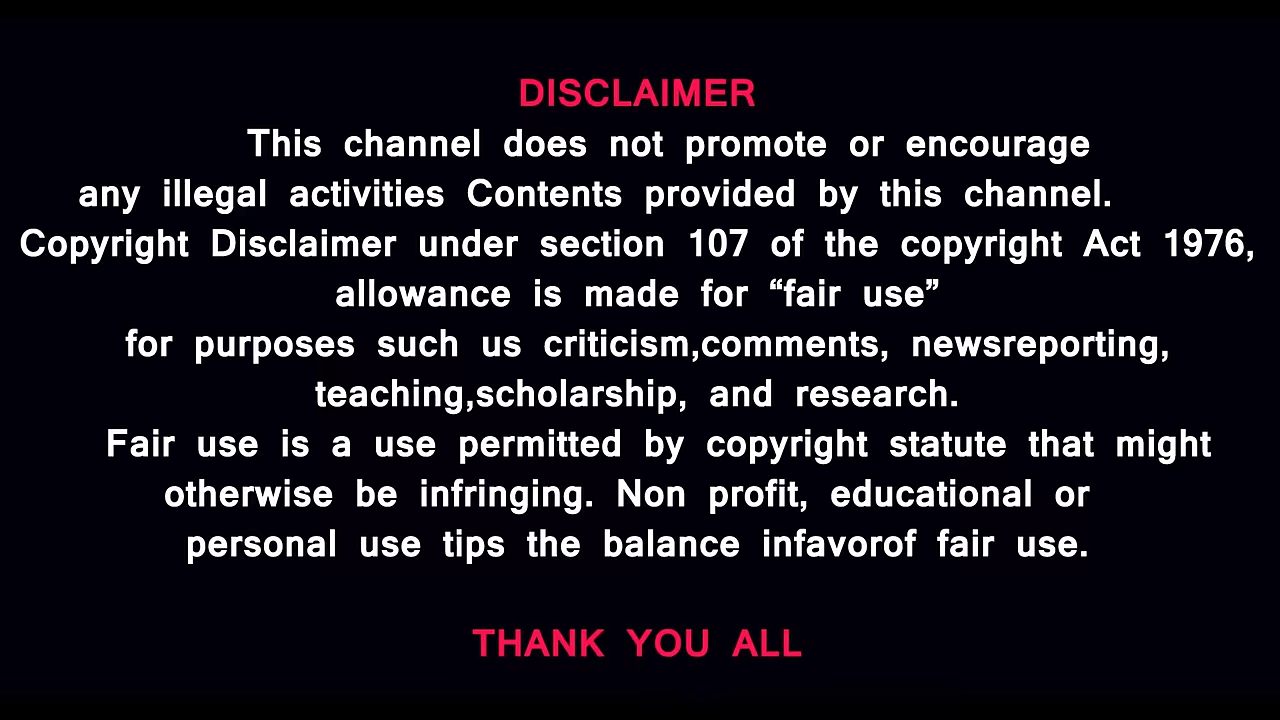 DISCLAIMER
This channel does not promote or encourage
any illegal activities Contents provided by this channel.
Copyright Disclaimer under section 107 of the copyright Act 1976,
allowance is made for “fair use”
for purposes such us criticism,comments, newsreporting,
teaching,scholarship, and research.
Fair use is a use permitted by copyright statute that might
otherwise be infringing. Non profit, educational or
personal use tips the balance infavorof fair use.
THANK YOU ALL